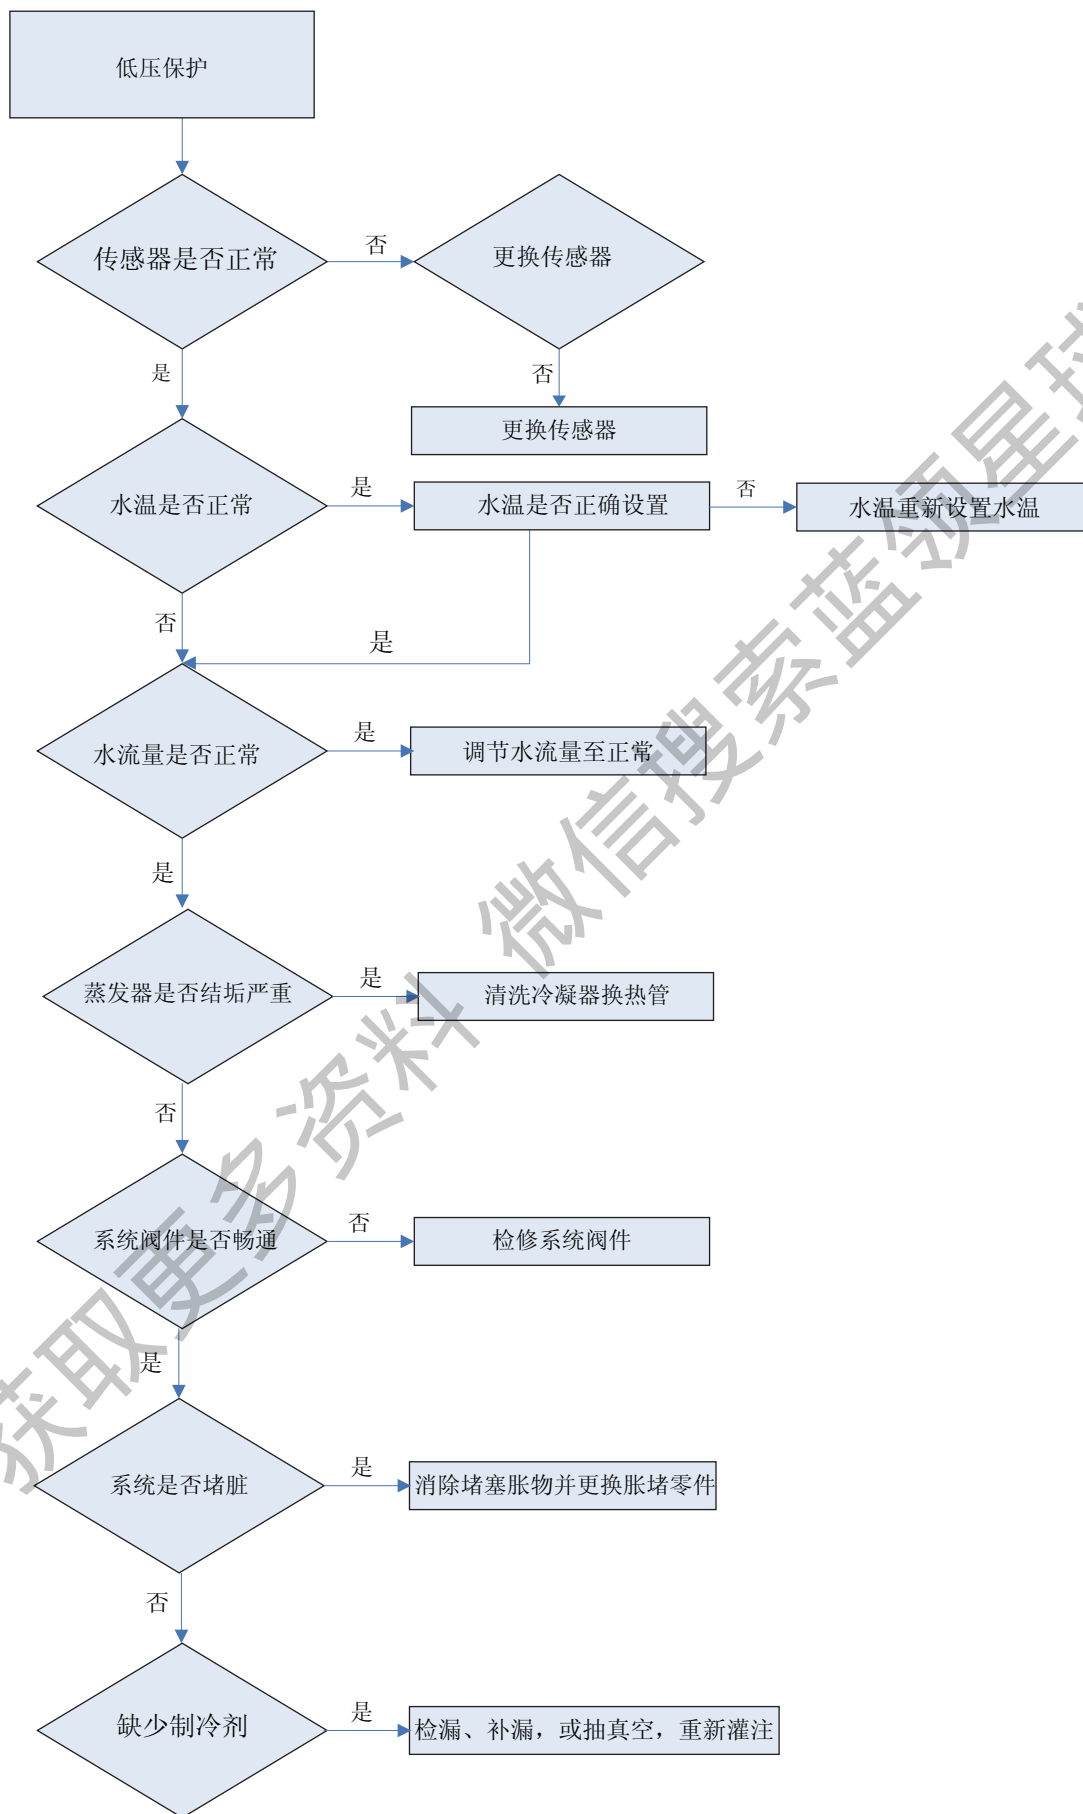 低压保护
传感器是否正常
否
更换传感器
是
否
更换传感器
水温是否正常
是
水温是否正确设置
否
水温重新设置水温
否
是
水流量是否正常
是
调节水流量至正常
是
蒸发器是否结垢严重
是
清洗冷凝器换热管
否
系统阀件是否畅通
否
检修系统阀件
是
系统是否堵脏
是
消除堵塞胀物并更换胀堵零件
否
缺少制冷剂
是
检漏、补漏，或抽真空，重新灌注
获取更多资料 微信搜索蓝领星球